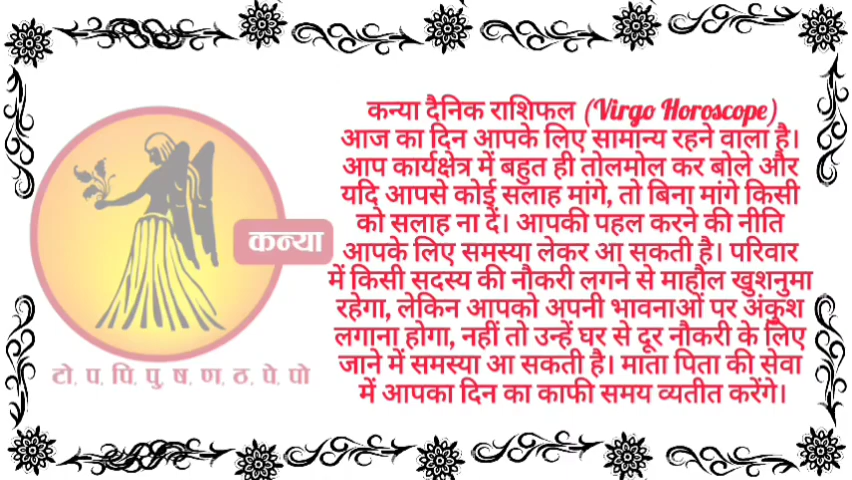 कन्या दैनिक राशिफल (Virgo Horoscope)
आज का दिन आपके लिए सामान्य रहने वाला है।
आप कार्यक्षेत्र में बहुत ही तोलमोल कर बोले और
यदि आपसे कोई सलाह मांगे, तो बिना मांगे किसी
को सलाह ना दें। आपकी पहल करने की नीति
आपके लिए समस्या लेकर आ सकती है। परिवार
में किसी सदस्य की नौकरी लगने से माहौल खुशनुमा
रहेगा, लेकिन आपको अपनी भावनाओं पर अंकुश
लगाना होगा, नहीं तो उन्हें घर से दूर नौकरी के लिए
जाने में समस्या आ सकती है। माता पिता की सेवा
में आपका दिन का काफी समय व्यतीत करेंगे।
कन्या
टो, प, पि, पु, ष, ण, ठ, पे, पो